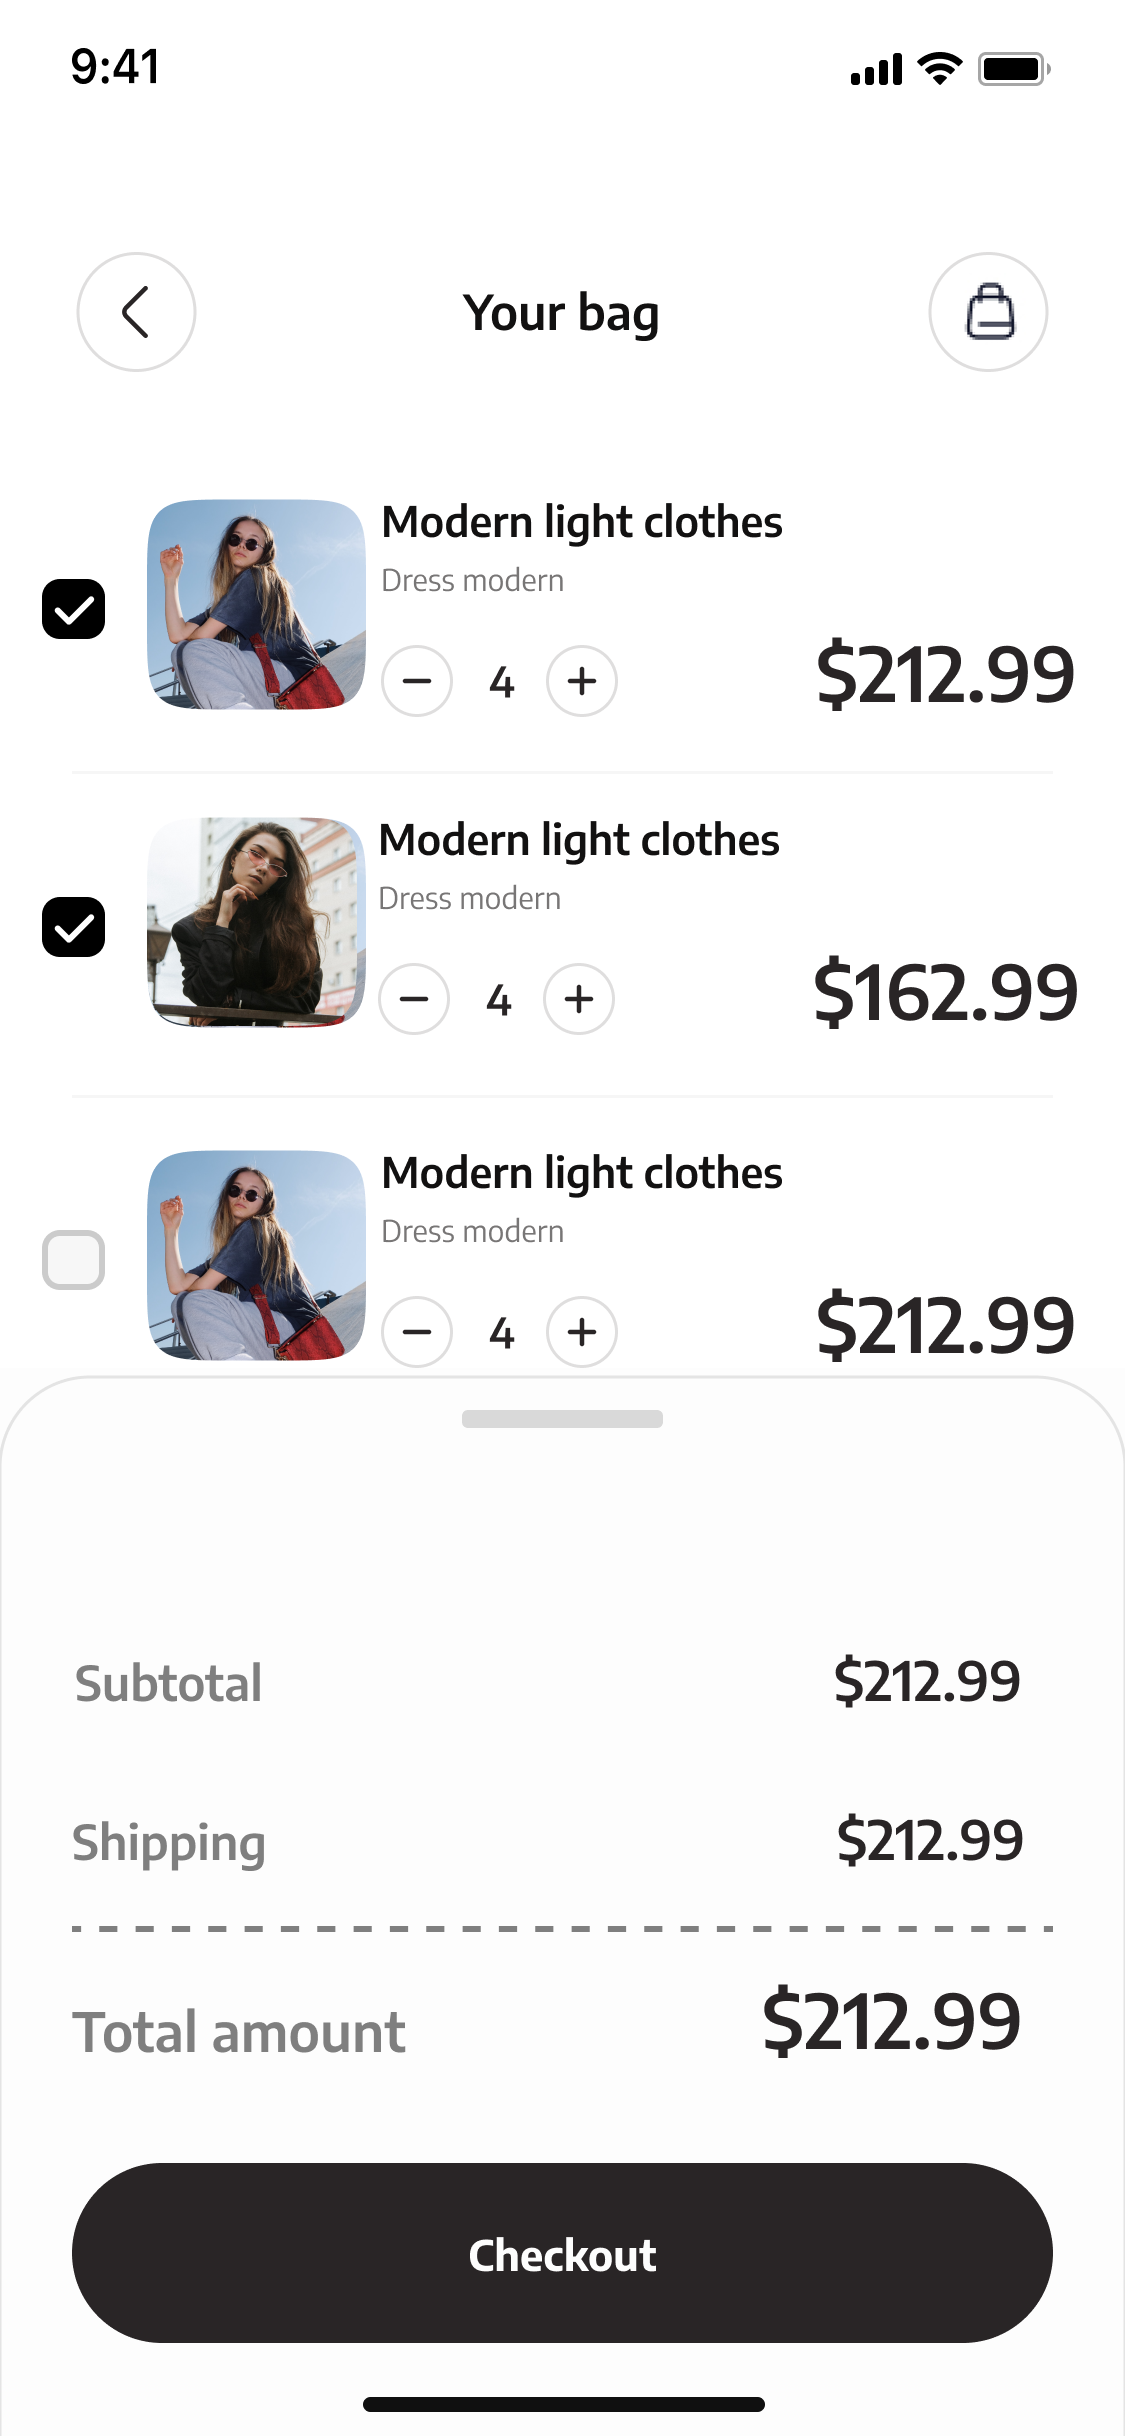 9:41
Your bag
Modern light clothes
Dress modern
4
$212.99
Modern light clothes
Dress modern
4
$162.99
Modern light clothes
Dress modern
4
$212.99
Subtotal
$212.99
Shipping
$212.99
Total amount
$212.99
Checkout